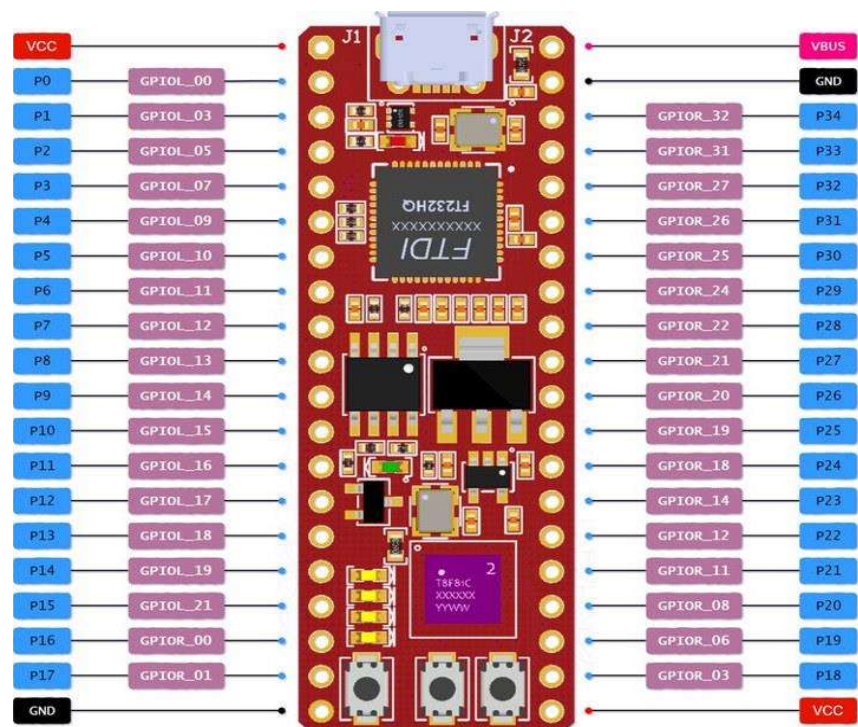 J1 J2
VCC VBUS
P0 GPIOL_00 GND
P1 GPIOL_03 GPIOR_32 P34
P2 GPIOL_05 GPIOR_31 P33
P3 GPIOL_07 GPIOR_27 P32
P4 GPIOL_09 GPIOR_26 P31
P5 GPIOL_10 GPIOR_25 P30
P6 GPIOL_11 GPIOR_24 P29
P7 GPIOL_12 GPIOR_22 P28
P8 GPIOL_13 GPIOR_21 P27
P9 GPIOL_14 GPIOR_20 P26
P10 GPIOL_15 GPIOR_19 P25
P11 GPIOL_16 GPIOR_18 P24
P12 GPIOL_17 GPIOR_14 P23
P13 GPIOL_18 GPIOR_12 P22
P14 GPIOL_19 GPIOR_11 P21
P15 GPIOL_21 GPIOR_08 P20
P16 GPIOR_00 GPIOR_06 P19
P17 GPIOR_01 GPIOR_03 P18
GND VCC
FTDI
XXXXXXXXXX
FT232HQ
2
T8F81C
XXXXXX
YYWW